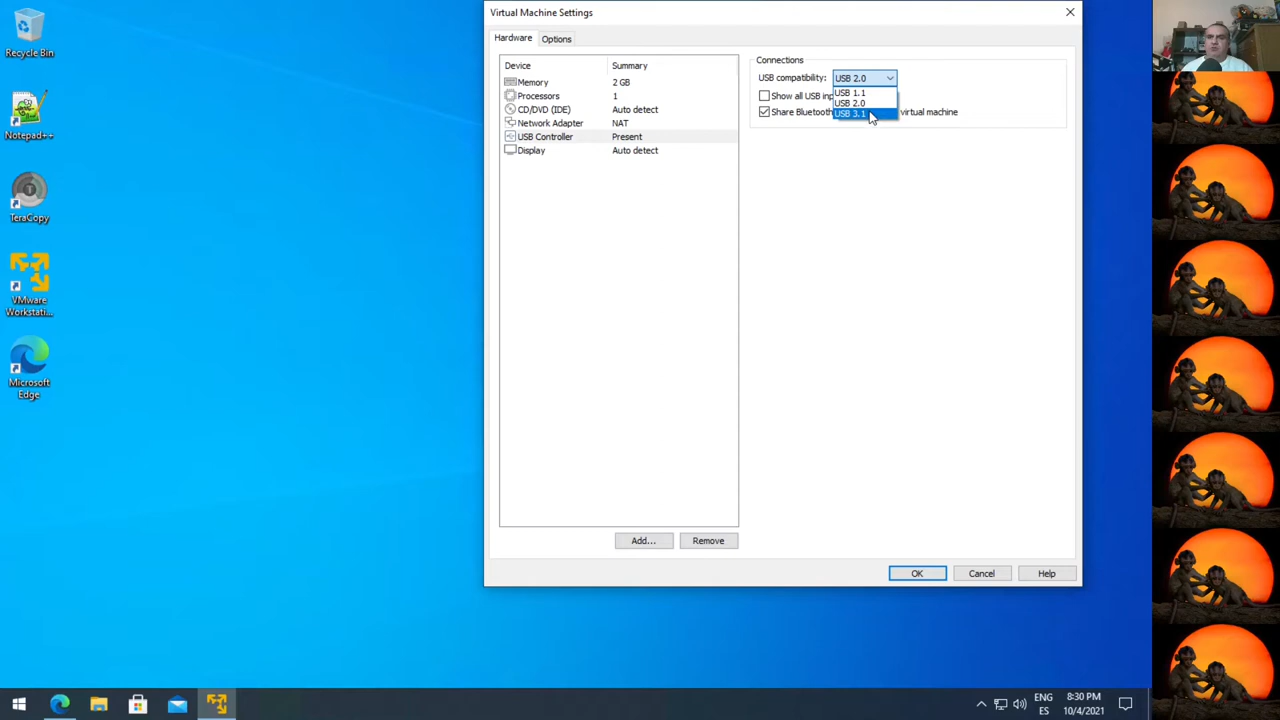 Recycle Bin
Notepad++
TeraCopy
VMware
Workstati...
Microsoft
Edge
Virtual Machine Settings
Hardware
Options
Device Summary
Memory 2 GB
Processors 1
CD/DVD (IDE) Auto detect
Network Adapter NAT
USB Controller Present
Display Auto detect
Add...
Remove
Connections
USB compatibility: USB 2.0
USB 1.1
USB 2.0
USB 3.1
Show all USB inp
Share Bluetooth virtual machine
OK
Cancel
Help
ENG
ES
8:30 PM
10/4/2021